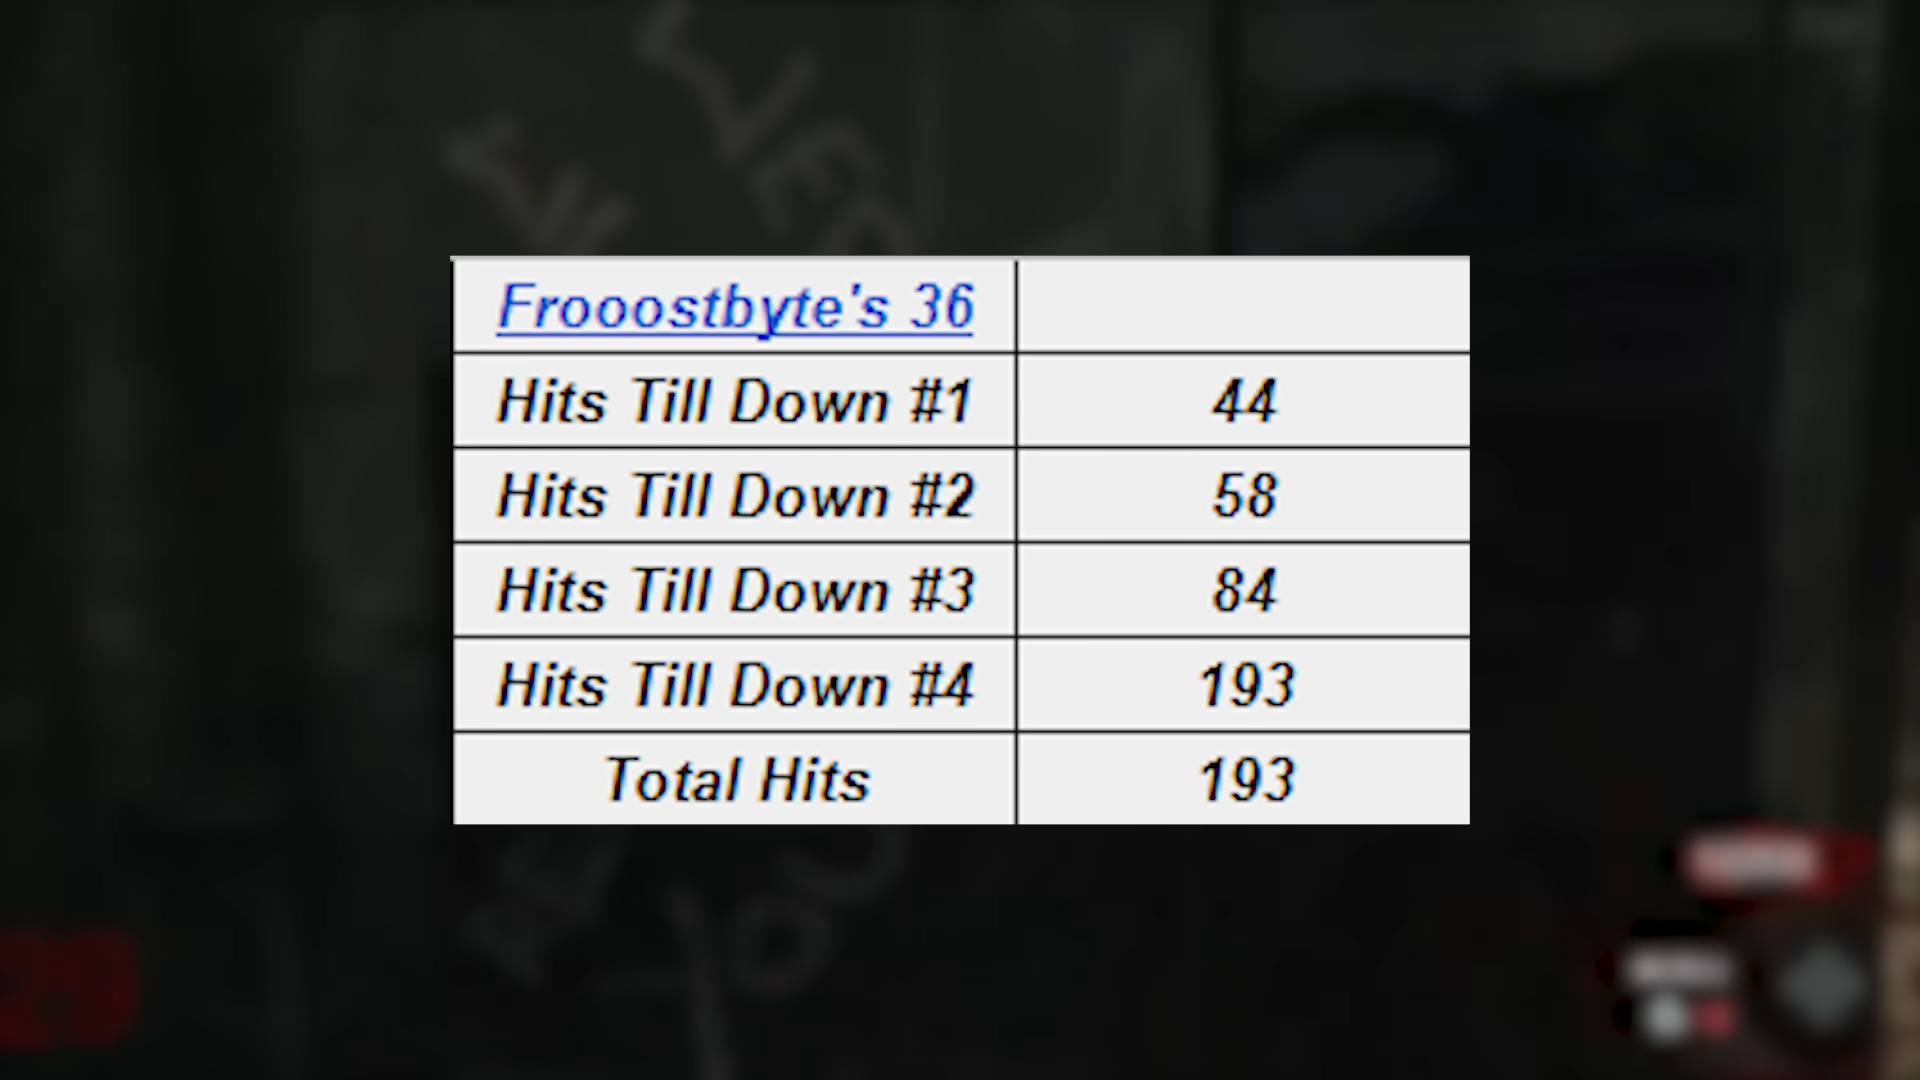 Frooostbyte's 36
Hits Till Down #1 44
Hits Till Down #2 58
Hits Till Down #3 84
Hits Till Down #4 193
Total Hits 193
29